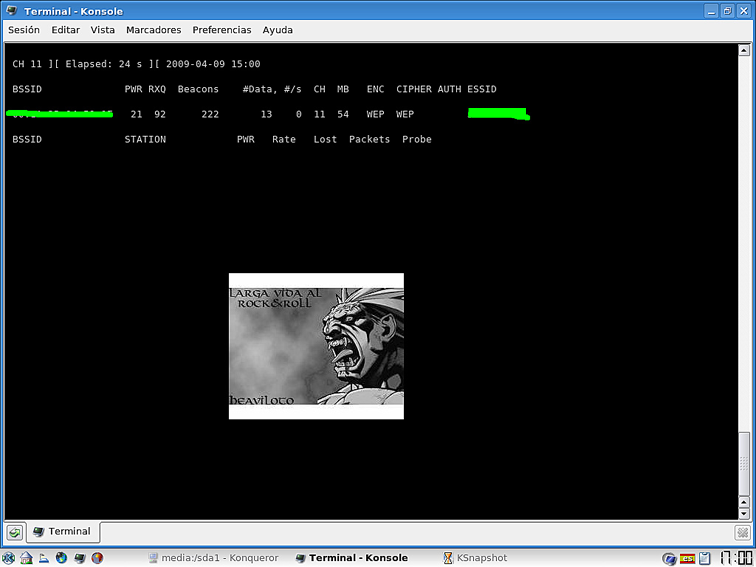 Terminal - Konsole
Sesión Editar Vista Marcadores Preferencias Ayuda
CH 11 ][ Elapsed: 24 s ][ 2009-04-09 15:00
BSSID PWR RXQ Beacons #Data, #/s CH MB ENC CIPHER AUTH ESSID
21 92 222 13 0 11 54 WEP WEP
BSSID STATION PWR Rate Lost Packets Probe
LARGA VIDA AL
ROCK&ROLL
heaviloto
Terminal
media:/sda1 - Konqueror Terminal - Konsole KSnapshot 17:00